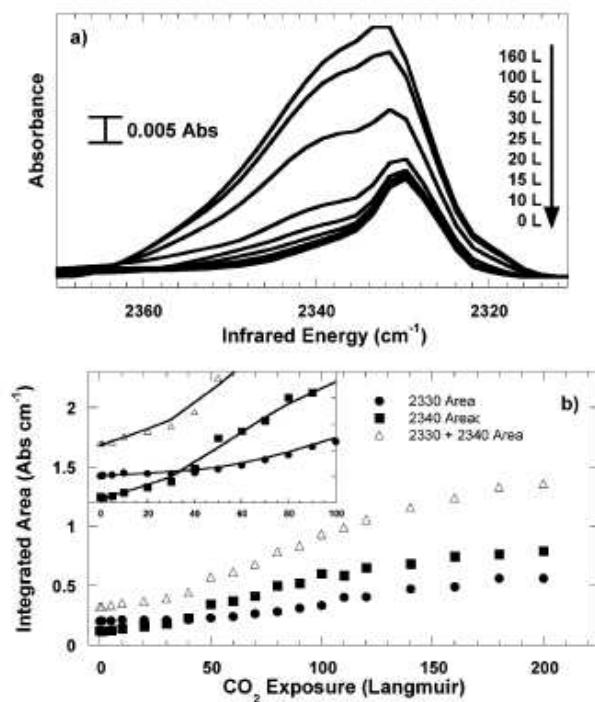 a)
Absorbance
0.005 Abs
160 L
100 L
50 L
30 L
25 L
20 L
15 L
10 L
0 L
2360 2340 2320
Infrared Energy (cm⁻¹)
b)
Integrated Area (Abs cm⁻¹)
2
1.5
1
0.5
0
2330 Area
2340 Area
2330 + 2340 Area
0 20 40 60 80 100
0 50 100 150 200
CO₂ Exposure (Langmuir)